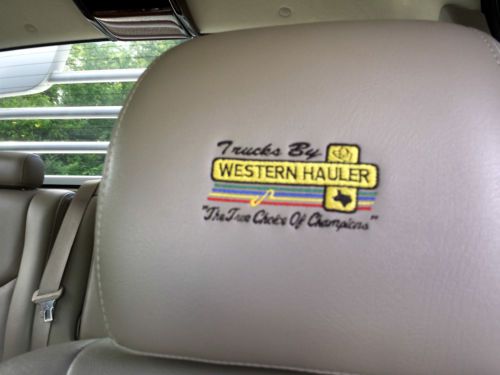 Trucks By
WESTERN HAULER
"The True Choice Of Champions"